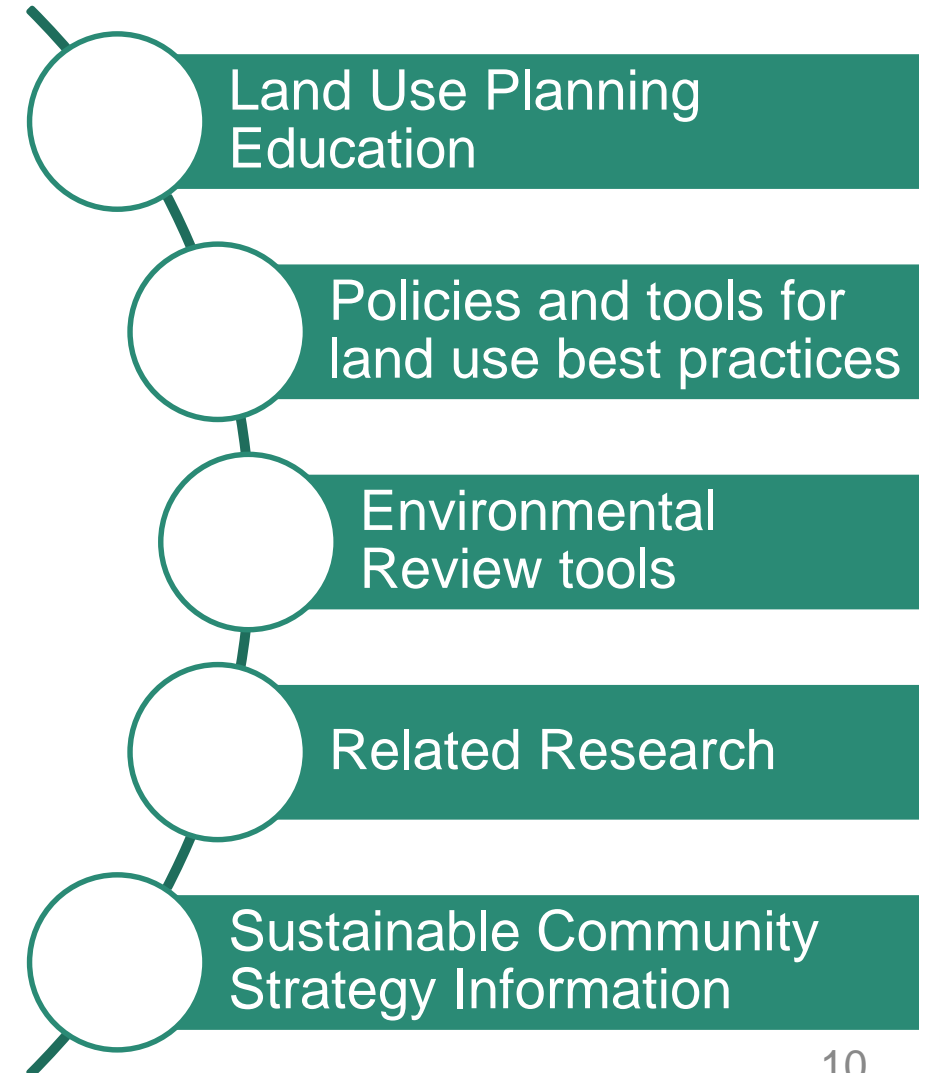 Land Use Planning
Education
Policies and tools for
land use best practices
Environmental
Review tools
Related Research
Sustainable Community
Strategy Information
10